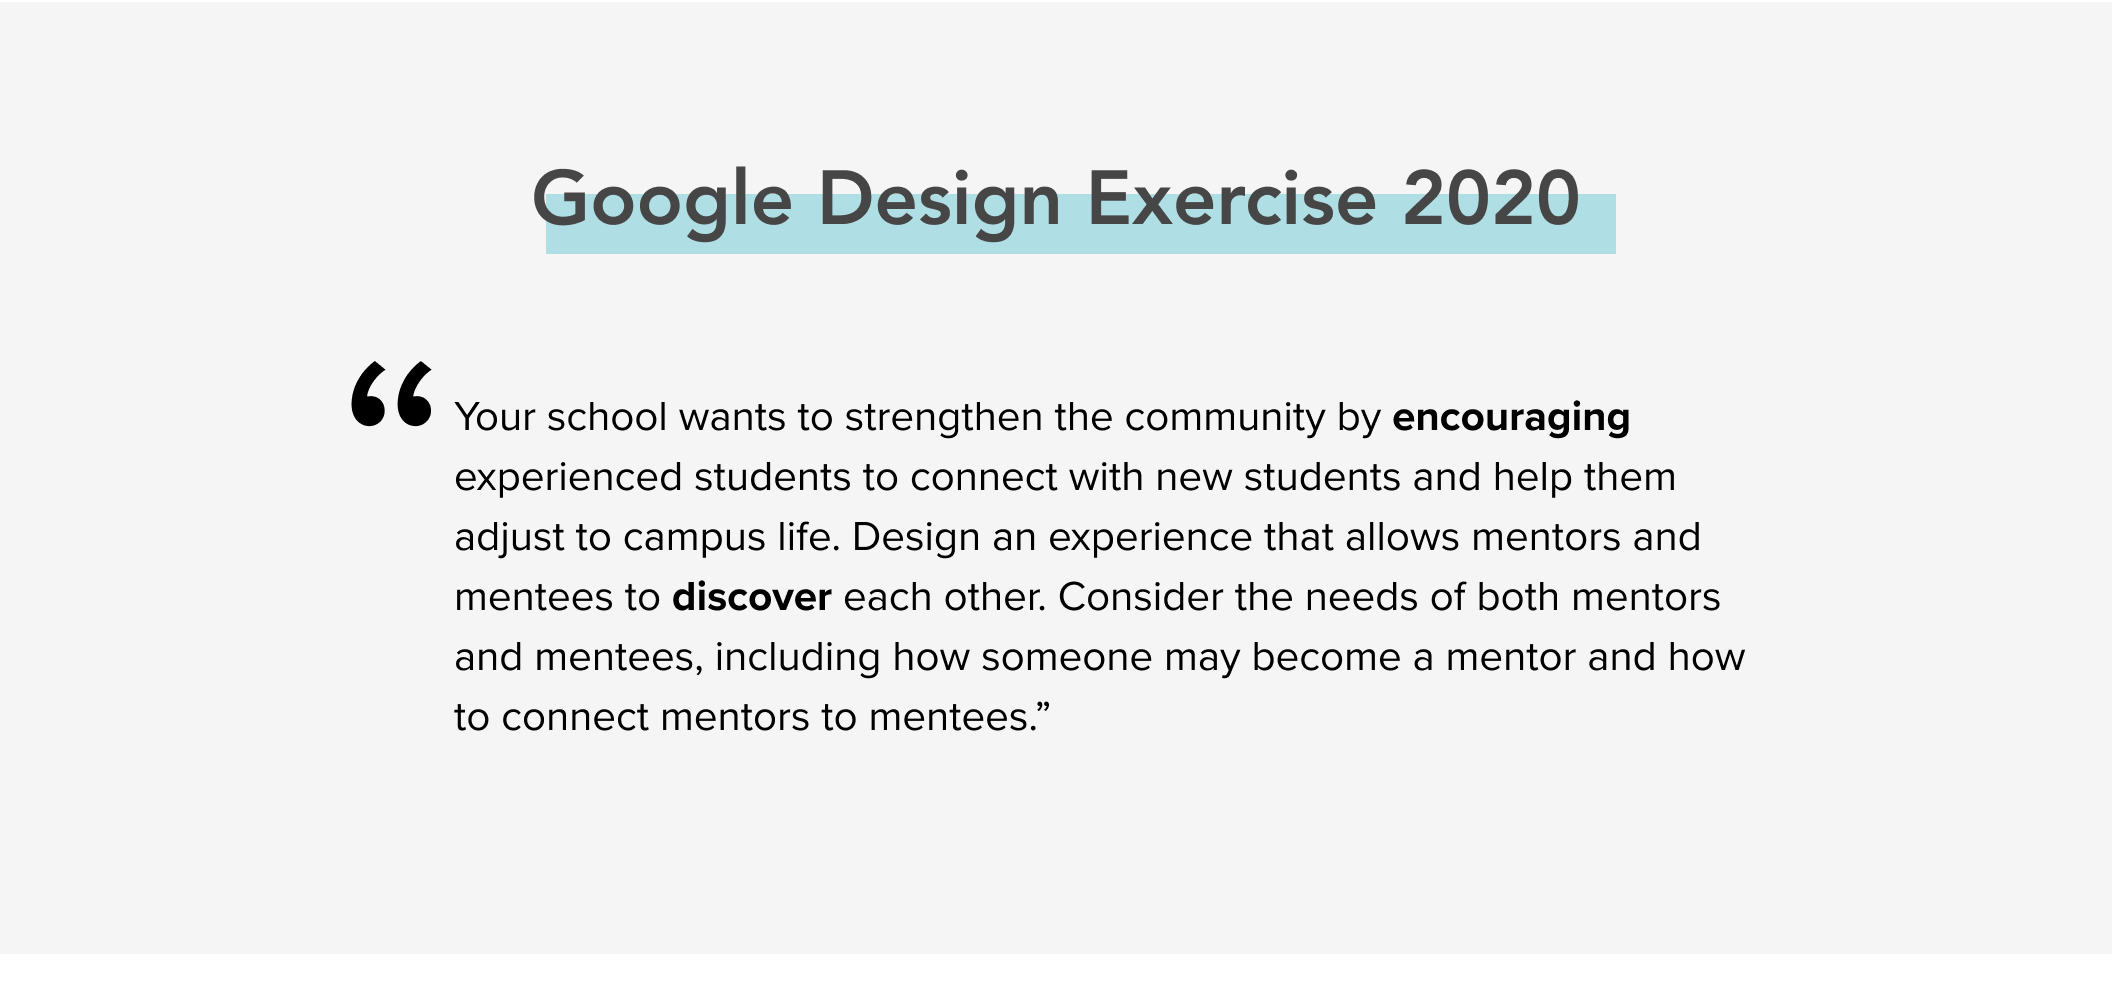 Google Design Exercise 2020
“Your school wants to strengthen the community by encouraging
experienced students to connect with new students and help them
adjust to campus life. Design an experience that allows mentors and
mentees to discover each other. Consider the needs of both mentors
and mentees, including how someone may become a mentor and how
to connect mentors to mentees.”